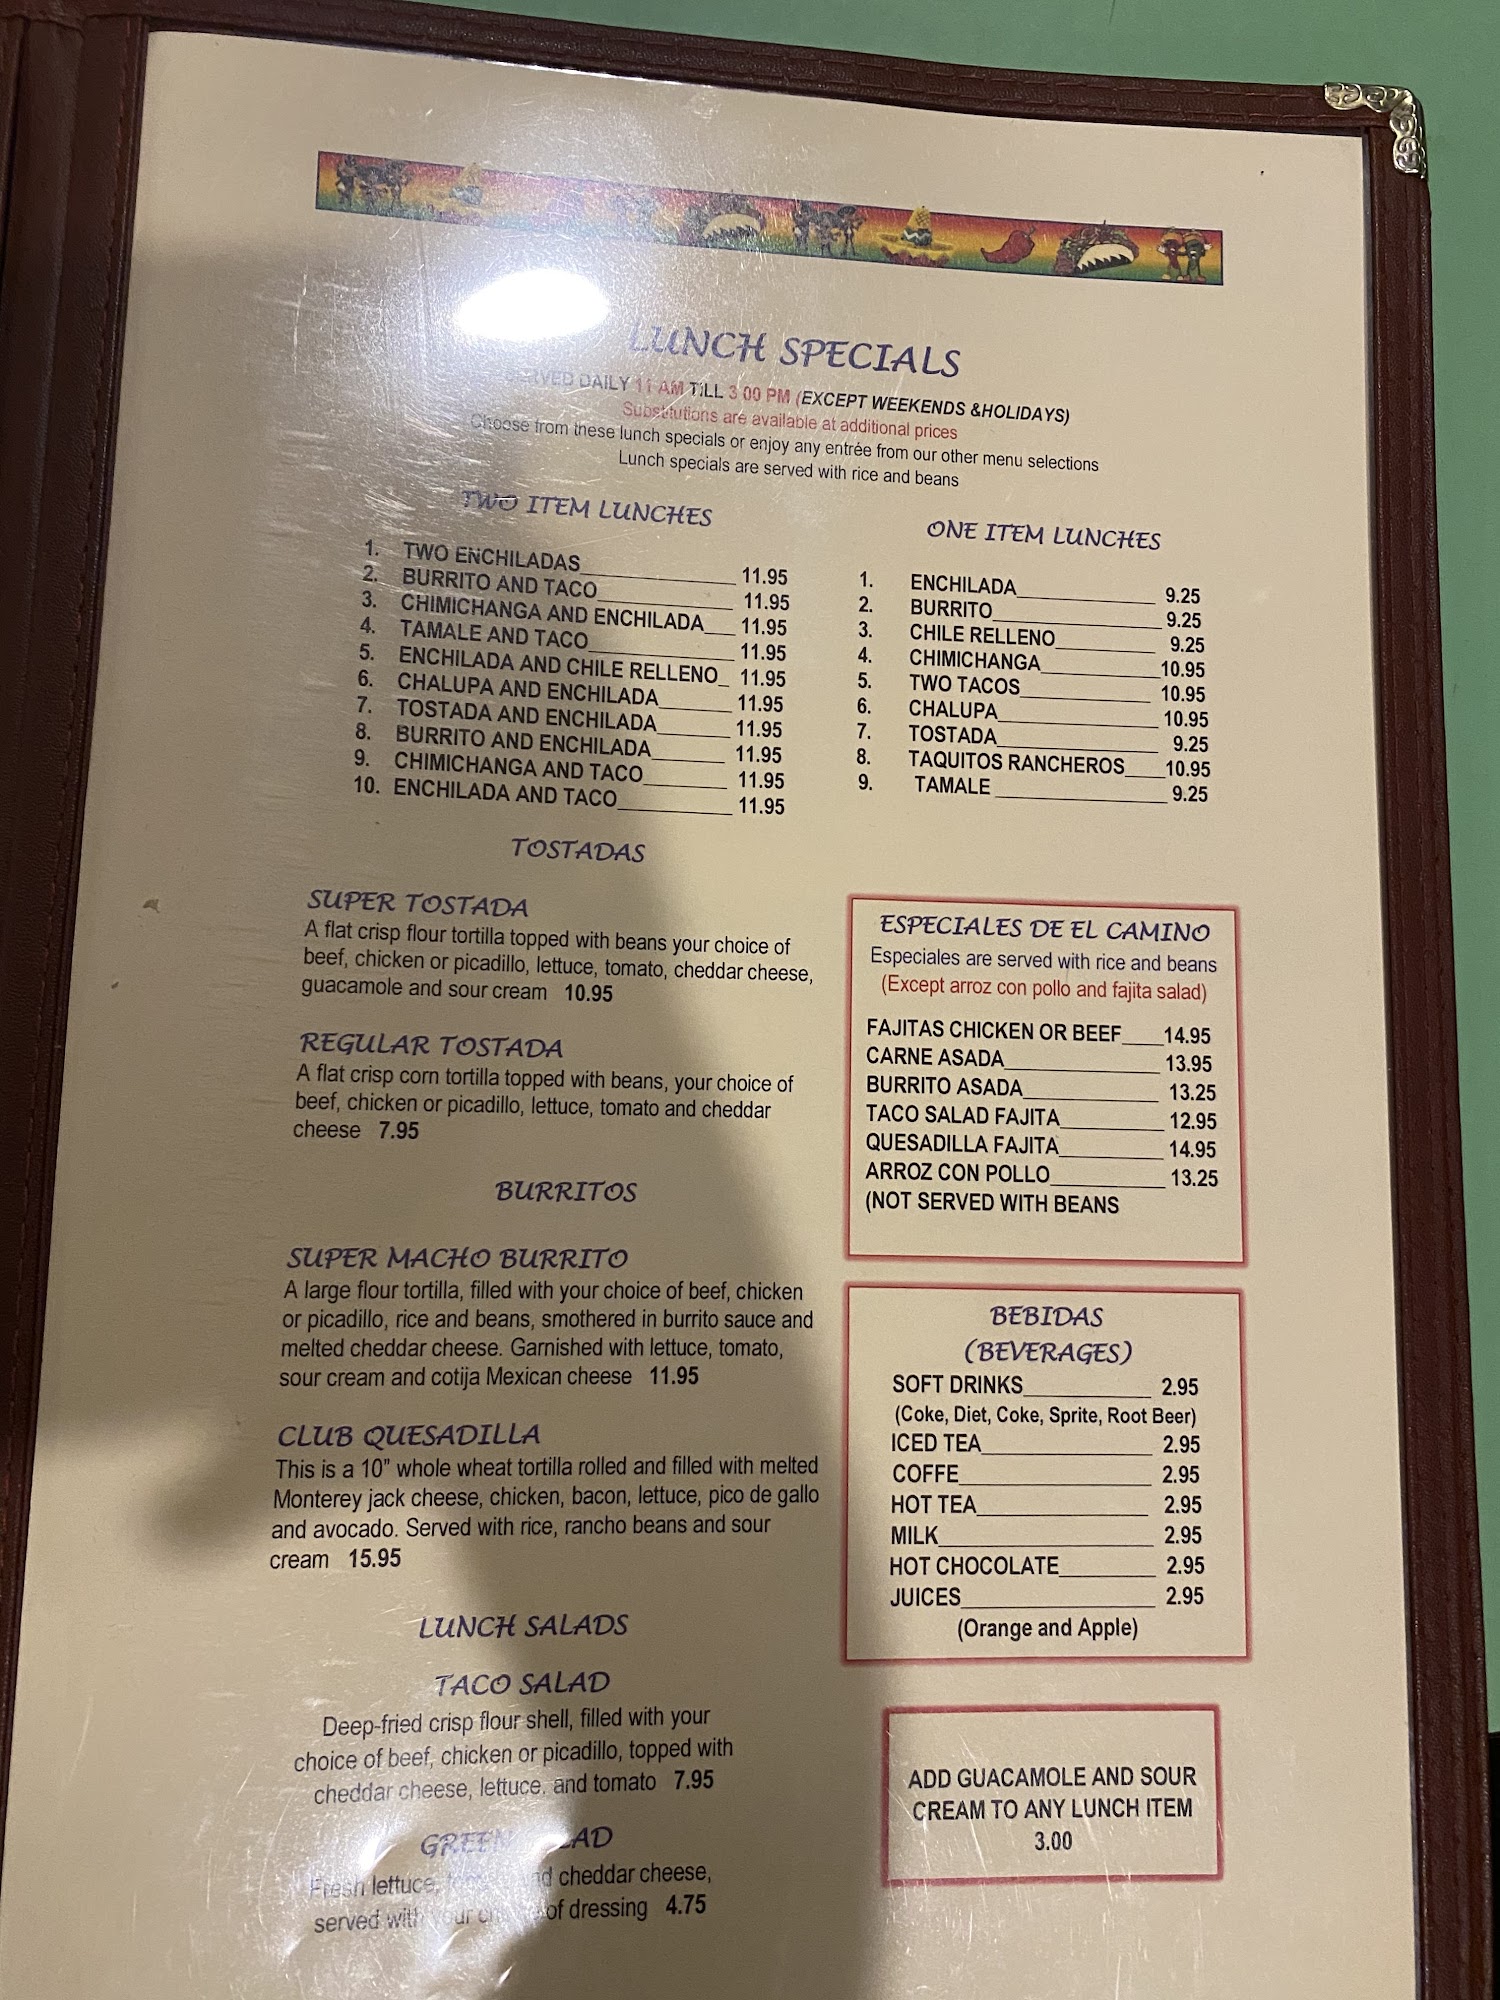 LUNCH SPECIALS
DAILY 11 AM TILL 3 00 PM (EXCEPT WEEKENDS &HOLIDAYS)
Substitutions are available at additional prices
Choose from these lunch specials or enjoy any entrée from our other menu selections
Lunch specials are served with rice and beans
TWO ITEM LUNCHES
1. TWO ENCHILADAS 11.95
2. BURRITO AND TACO 11.95
3. CHIMICHANGA AND ENCHILADA 11.95
4. TAMALE AND TACO 11.95
5. ENCHILADA AND CHILE RELLENO 11.95
6. CHALUPA AND ENCHILADA 11.95
7. TOSTADA AND ENCHILADA 11.95
8. BURRITO AND ENCHILADA 11.95
9. CHIMICHANGA AND TACO 11.95
10. ENCHILADA AND TACO 11.95
ONE ITEM LUNCHES
1. ENCHILADA 9.25
2. BURRITO 9.25
3. CHILE RELLENO 9.25
4. CHIMICHANGA 10.95
5. TWO TACOS 10.95
6. CHALUPA 10.95
7. TOSTADA 9.25
8. TAQUITOS RANCHEROS 10.95
9. TAMALE 9.25
TOSTADAS
SUPER TOSTADA
A flat crisp flour tortilla topped with beans your choice of
beef, chicken or picadillo, lettuce, tomato, cheddar cheese,
guacamole and sour cream 10.95
REGULAR TOSTADA
A flat crisp corn tortilla topped with beans, your choice of
beef, chicken or picadillo, lettuce, tomato and cheddar
cheese 7.95
BURRITOS
SUPER MACHO BURRITO
A large flour tortilla, filled with your choice of beef, chicken
or picadillo, rice and beans, smothered in burrito sauce and
melted cheddar cheese. Garnished with lettuce, tomato,
sour cream and cotija Mexican cheese 11.95
CLUB QUESADILLA
This is a 10" whole wheat tortilla rolled and filled with melted
Monterey jack cheese, chicken, bacon, lettuce, pico de gallo
and avocado. Served with rice, rancho beans and sour
cream 15.95
LUNCH SALADS
TACO SALAD
Deep-fried crisp flour shell, filled with your
choice of beef, chicken or picadillo, topped with
cheddar cheese, lettuce, and tomato 7.95
GREEN SALAD
Fresh lettuce, and cheddar cheese,
served with your of dressing 4.75
ESPECIALES DE EL CAMINO
Especiales are served with rice and beans
(Except arroz con pollo and fajita salad)
FAJITAS CHICKEN OR BEEF 14.95
CARNE ASADA 13.95
BURRITO ASADA 13.25
TACO SALAD FAJITA 12.95
QUESADILLA FAJITA 14.95
ARROZ CON POLLO 13.25
(NOT SERVED WITH BEANS
BEBIDAS
(BEVERAGES)
SOFT DRINKS 2.95
(Coke, Diet, Coke, Sprite, Root Beer)
ICED TEA 2.95
COFFE 2.95
HOT TEA 2.95
MILK 2.95
HOT CHOCOLATE 2.95
JUICES 2.95
(Orange and Apple)
ADD GUACAMOLE AND SOUR
CREAM TO ANY LUNCH ITEM
3.00